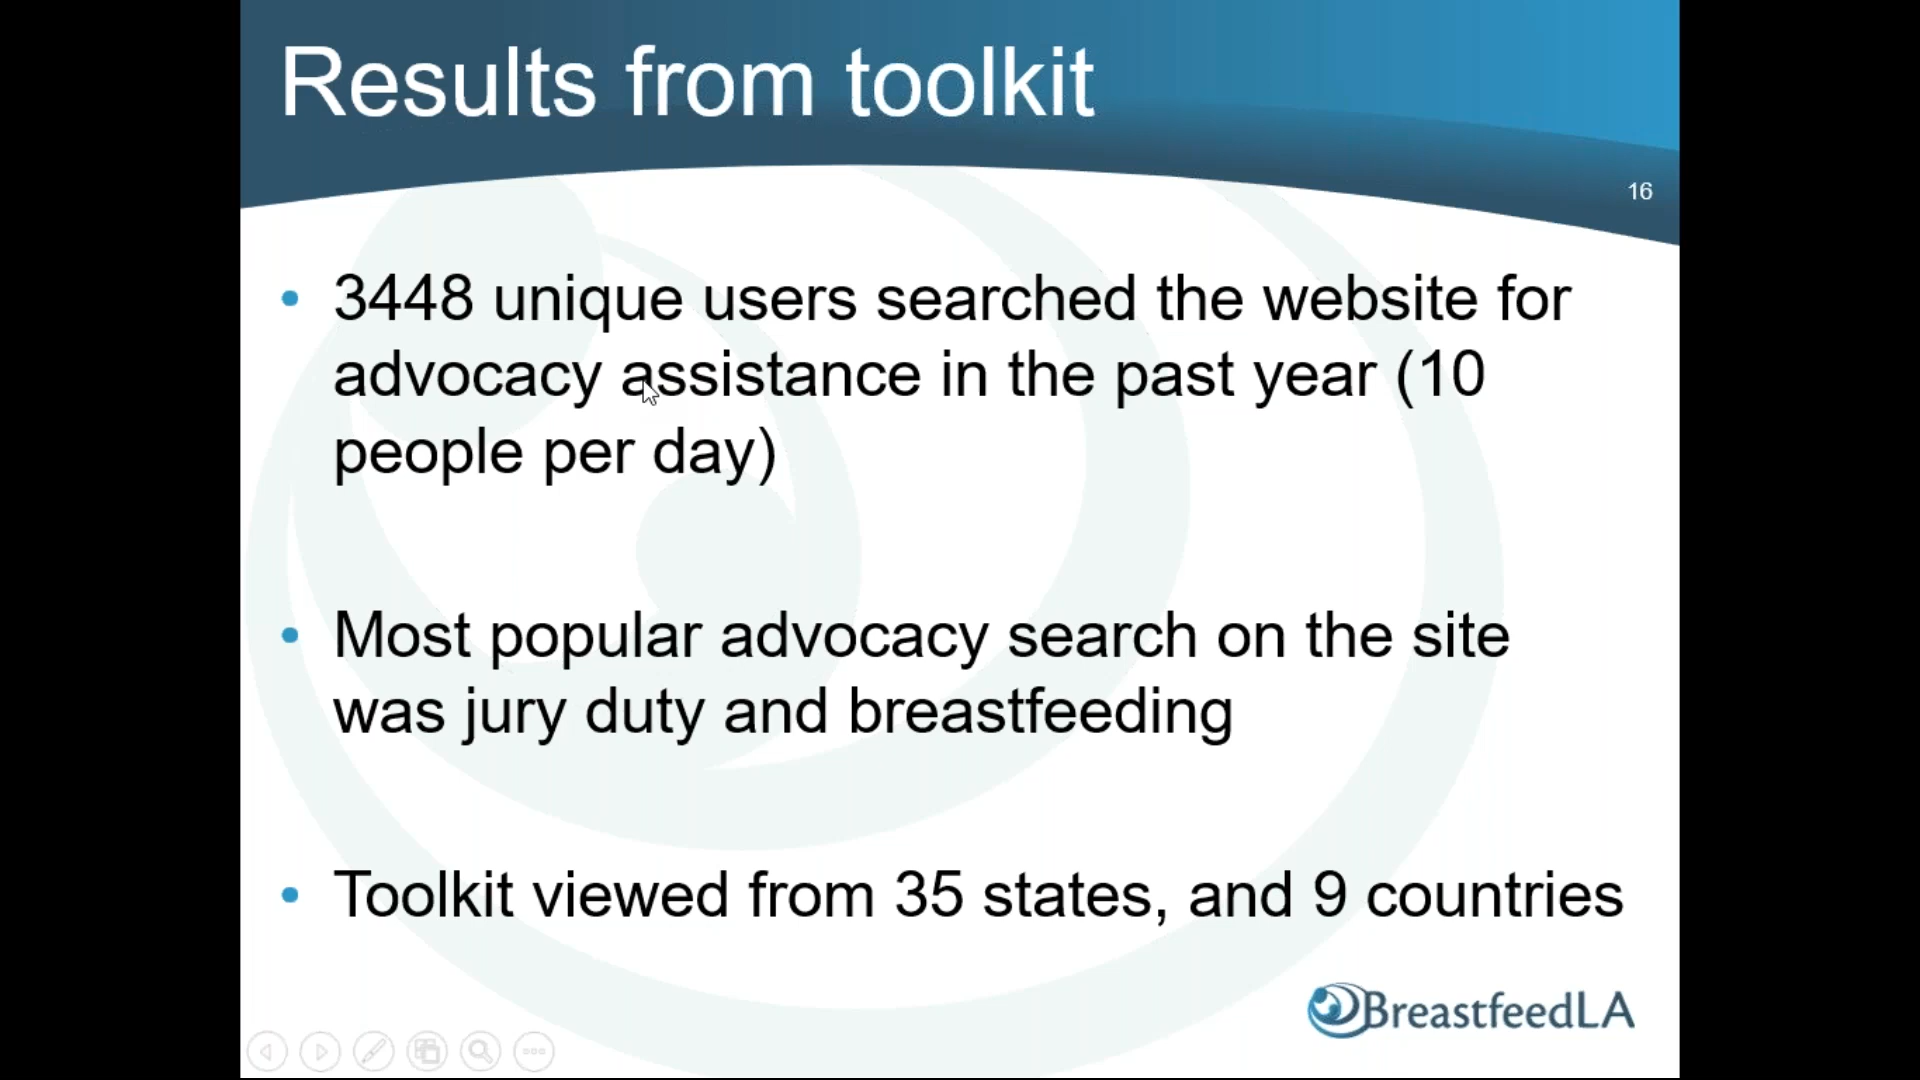 Results from toolkit
16
• 3448 unique users searched the website for
advocacy assistance in the past year (10
people per day)
• Most popular advocacy search on the site
was jury duty and breastfeeding
• Toolkit viewed from 35 states, and 9 countries
BreastfeedLA